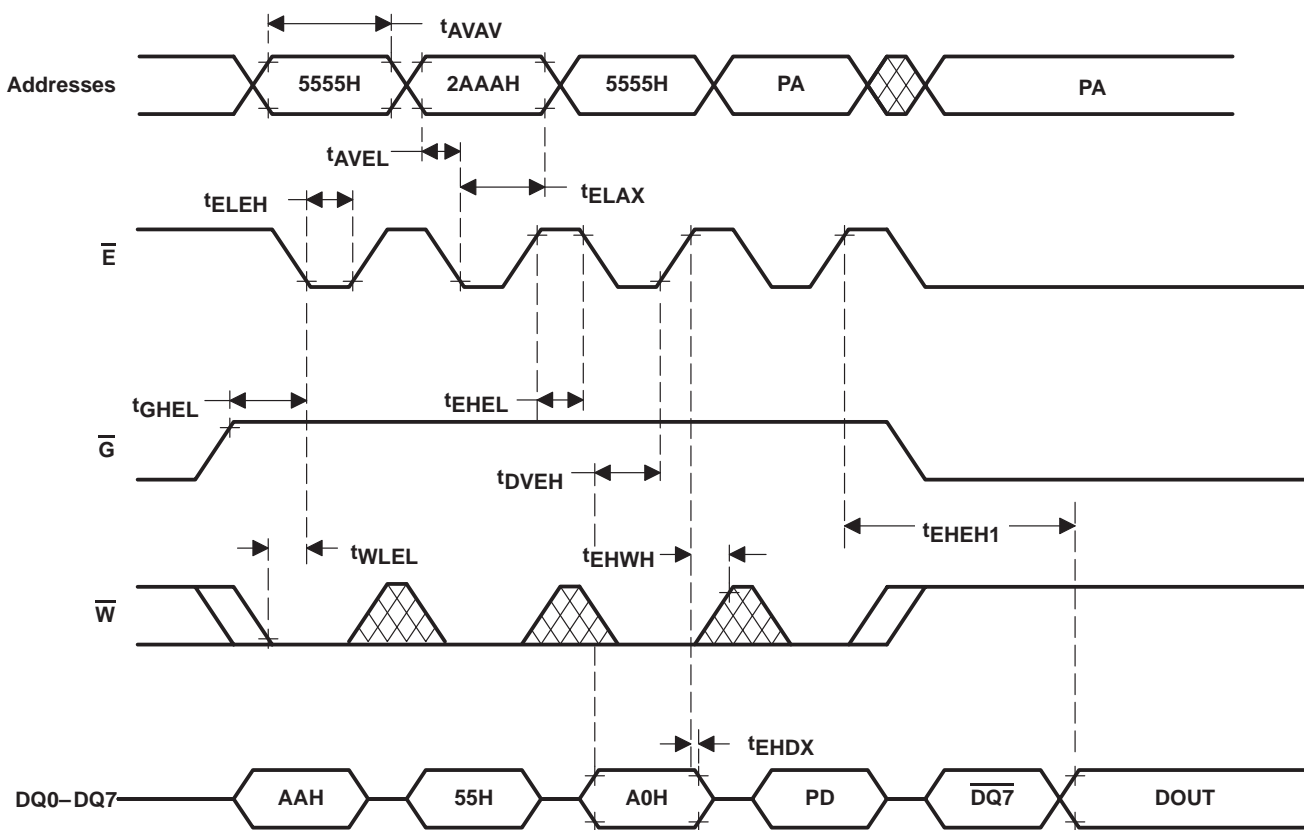 tAVAV
Addresses 5555H 2AAAH 5555H PA PA
tAVEL
tELAX
tELEH
E̅
tGHEL tEHEL
G̅
tDVEH
tEHEH1
tWLEL tEHWH
W̅
tEHDX
DQ0–DQ7 AAH 55H A0H PD D̅Q̅7̅ DOUT